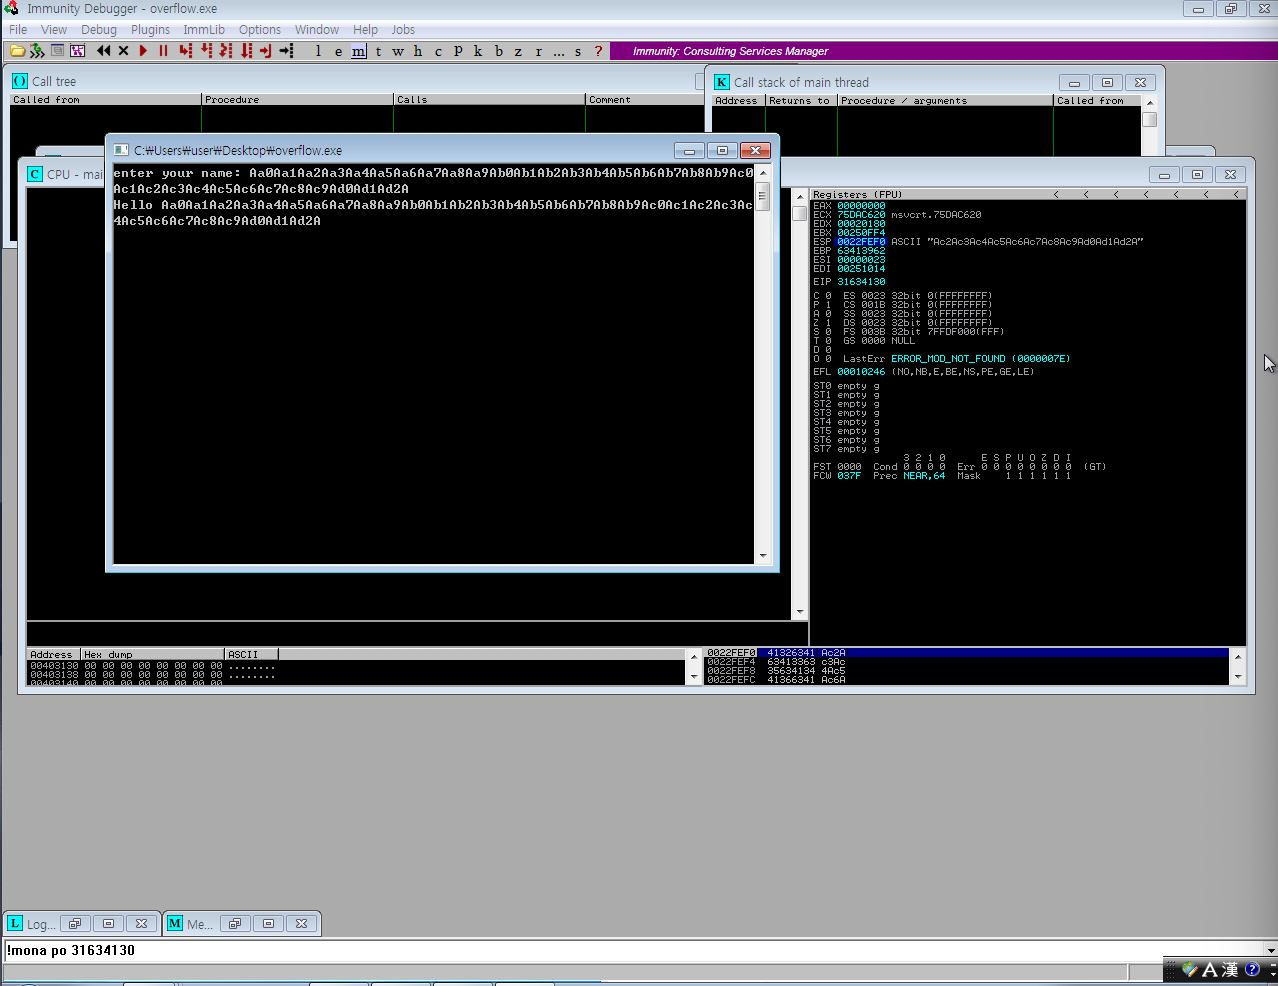 Immunity Debugger - overflow.exe
File View Debug Plugins ImmLib Options Window Help Jobs
l e m t w h c p k b z r ... s ?
Immunity: Consulting Services Manager
Call tree
Called from Procedure Calls Comment
K Call stack of main thread
Address Returns to Procedure / arguments Called from
C:₩Users₩user₩Desktop₩overflow.exe
enter your name: Aa0Aa1Aa2Aa3Aa4Aa5Aa6Aa7Aa8Aa9Ab0Ab1Ab2Ab3Ab4Ab5Ab6Ab7Ab8Ab9Ac0
Ac1Ac2Ac3Ac4Ac5Ac6Ac7Ac8Ac9Ad0Ad1Ad2A
Hello Aa0Aa1Aa2Aa3Aa4Aa5Aa6Aa7Aa8Aa9Ab0Ab1Ab2Ab3Ab4Ab5Ab6Ab7Ab8Ab9Ac0Ac1Ac2Ac3Ac
4Ac5Ac6Ac7Ac8Ac9Ad0Ad1Ad2A
C CPU - mai
Registers (FPU) < < < < < < <
EAX 00000000
ECX 75DAC620 msvcrt.75DAC620
EDX 00020180
EBX 00250FF4
ESP 0022FEF0 ASCII "Ac2Ac3Ac4Ac5Ac6Ac7Ac8Ac9Ad0Ad1Ad2A"
EBP 63413962
ESI 00000023
EDI 00251014
EIP 31634130
C 0 ES 0023 32bit 0(FFFFFFFF)
P 1 CS 001B 32bit 0(FFFFFFFF)
A 0 SS 0023 32bit 0(FFFFFFFF)
Z 1 DS 0023 32bit 0(FFFFFFFF)
S 0 FS 003B 32bit 7FFDF000(FFF)
T 0 GS 0000 NULL
D 0
O 0 LastErr ERROR_MOD_NOT_FOUND (0000007E)
EFL 00010246 (NO,NB,E,BE,NS,PE,GE,LE)
ST0 empty g
ST1 empty g
ST2 empty g
ST3 empty g
ST4 empty g
ST5 empty g
ST6 empty g
ST7 empty g
3 2 1 0 E S P U O Z D I
FST 0000 Cond 0 0 0 0 Err 0 0 0 0 0 0 0 0 (GT)
FCW 037F Prec NEAR,64 Mask 1 1 1 1 1 1
Address Hex dump ASCII
00403130 00 00 00 00 00 00 00 00 ........
00403138 00 00 00 00 00 00 00 00 ........
00403140 00 00 00 00 00 00 00 00
0022FEF0 41326341 Ac2A
0022FEF4 63413363 c3Ac
0022FEF8 35634134 4Ac5
0022FEFC 41366341 Ac6A
L Log...
M Me...
!mona po 31634130
A 漢 ?